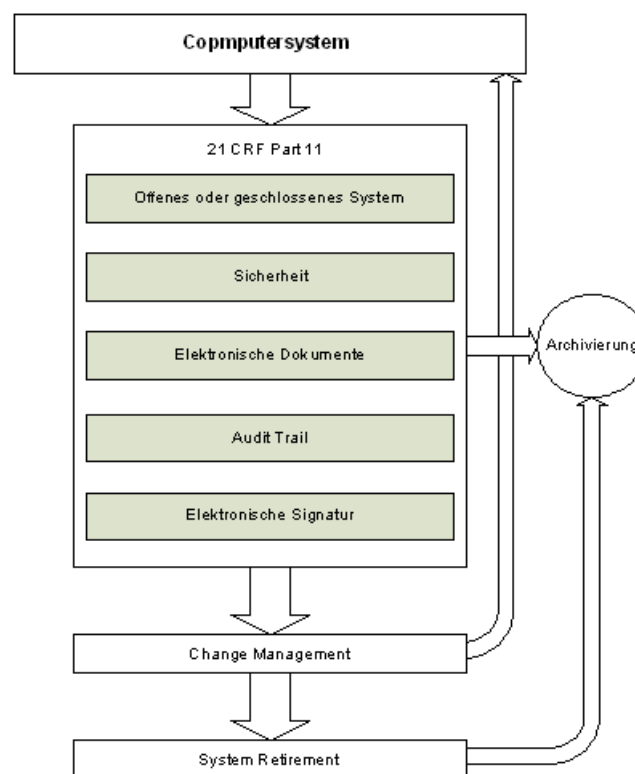 Copmputersystem
21 CRF Part 11
Offenes oder geschlossenes System
Sicherheit
Elektronische Dokumente
Archivierung
Audit Trail
Elektronische Signatur
Change Management
System Retirement